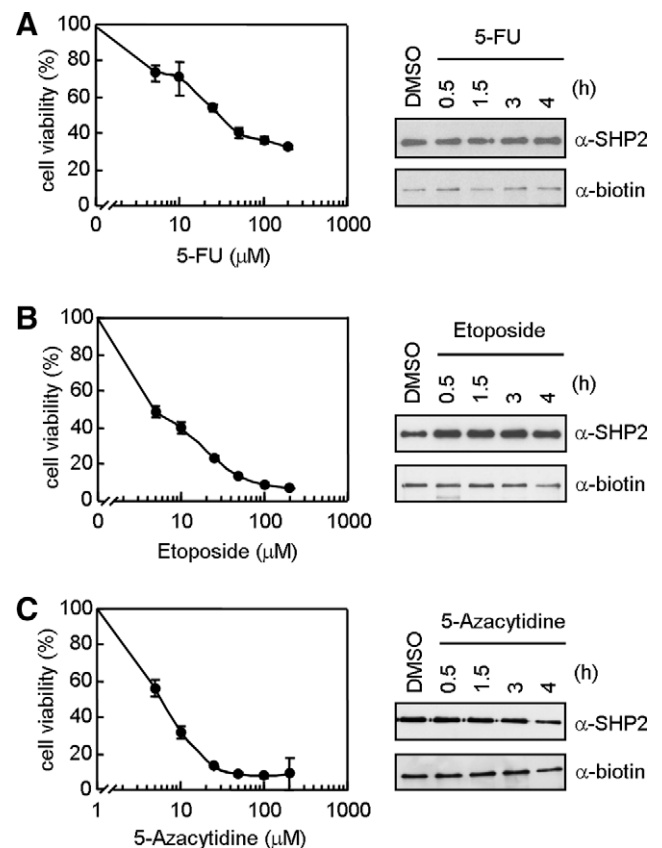 A
100
80
60
40
20
0
cell viability (%)
0 10 100 1000
5-FU (μM)
5-FU
DMSO 0.5 1.5 3 4 (h)
α-SHP2
α-biotin
B
100
80
60
40
20
0
cell viability (%)
0 10 100 1000
Etoposide (μM)
Etoposide
DMSO 0.5 1.5 3 4 (h)
α-SHP2
α-biotin
C
100
80
60
40
20
0
cell viability (%)
1 10 100 1000
5-Azacytidine (μM)
5-Azacytidine
DMSO 0.5 1.5 3 4 (h)
α-SHP2
α-biotin